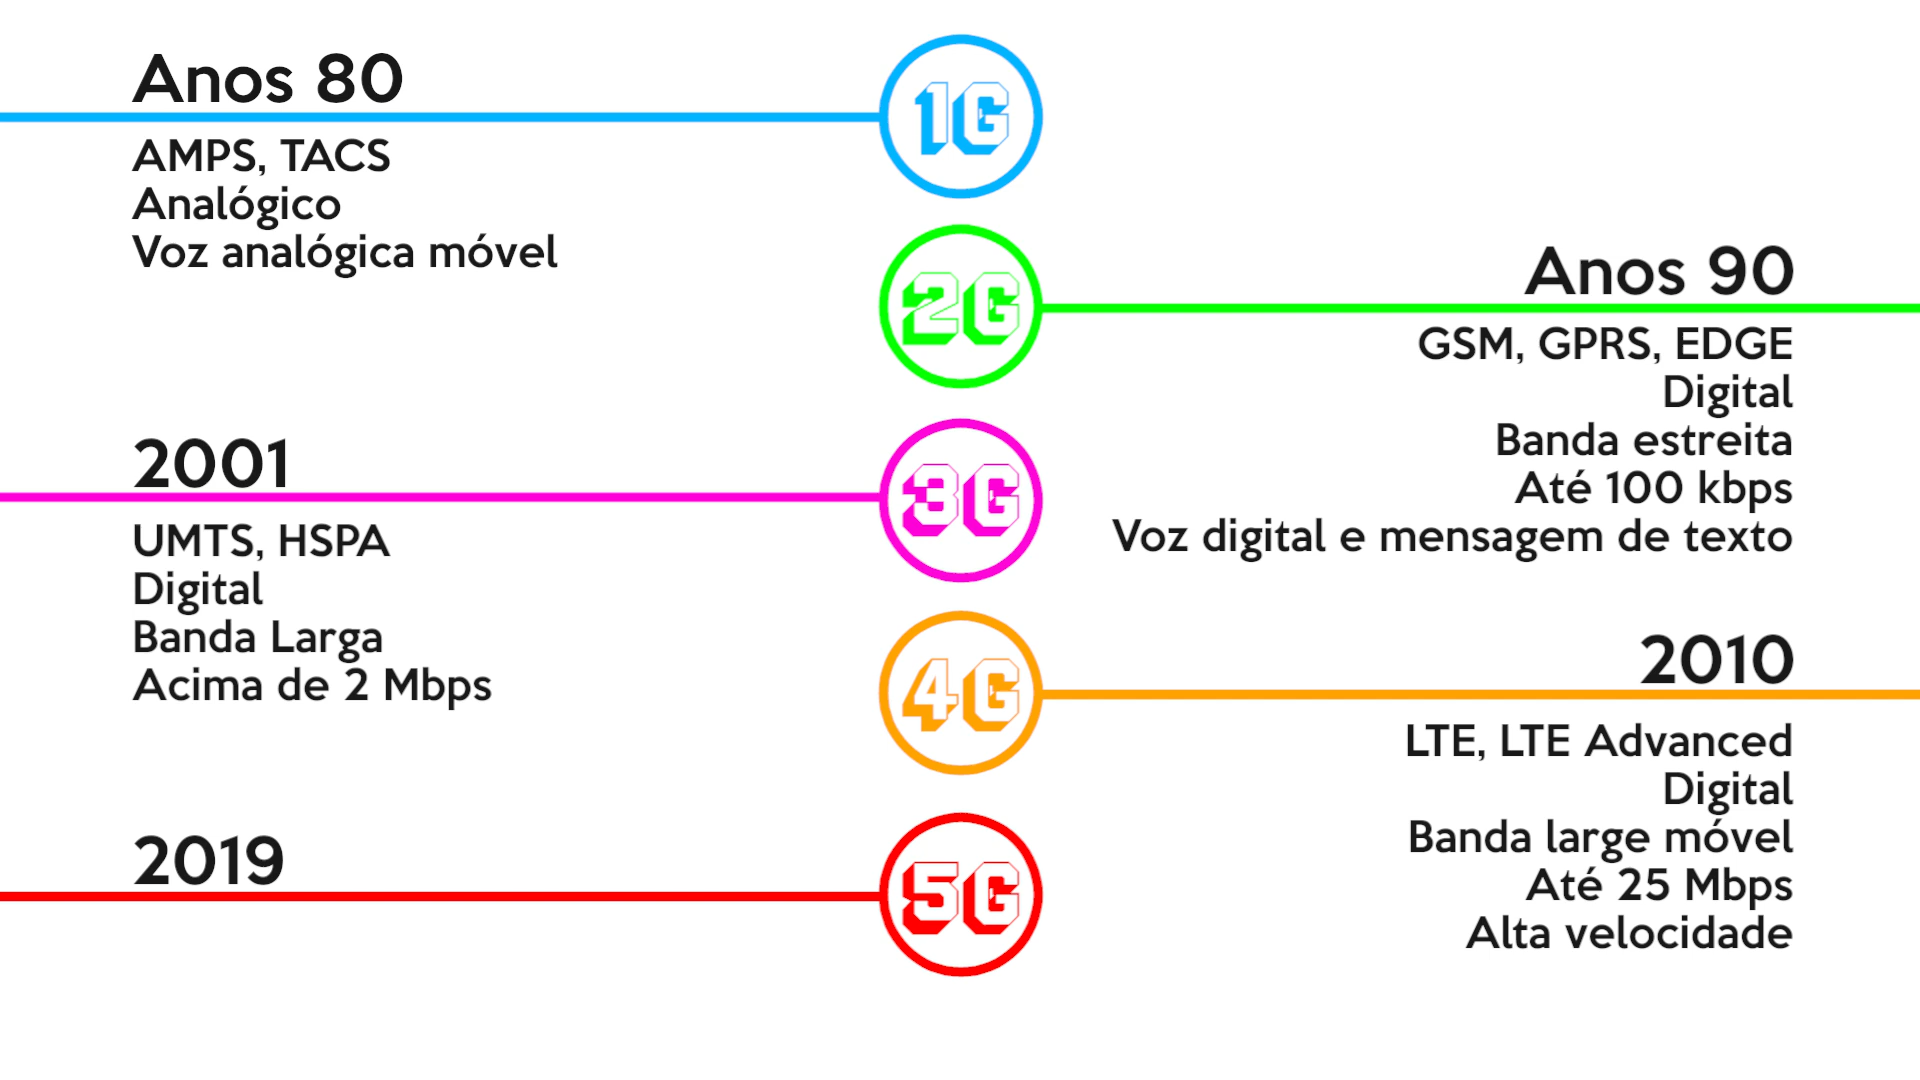 Anos 80
1G
AMPS, TACS
Analógico
Voz analógica móvel
2G
Anos 90
GSM, GPRS, EDGE
Digital
Banda estreita
Até 100 kbps
Voz digital e mensagem de texto
2001
3G
UMTS, HSPA
Digital
Banda Larga
Acima de 2 Mbps
4G
2010
LTE, LTE Advanced
Digital
Banda large móvel
Até 25 Mbps
Alta velocidade
2019
5G